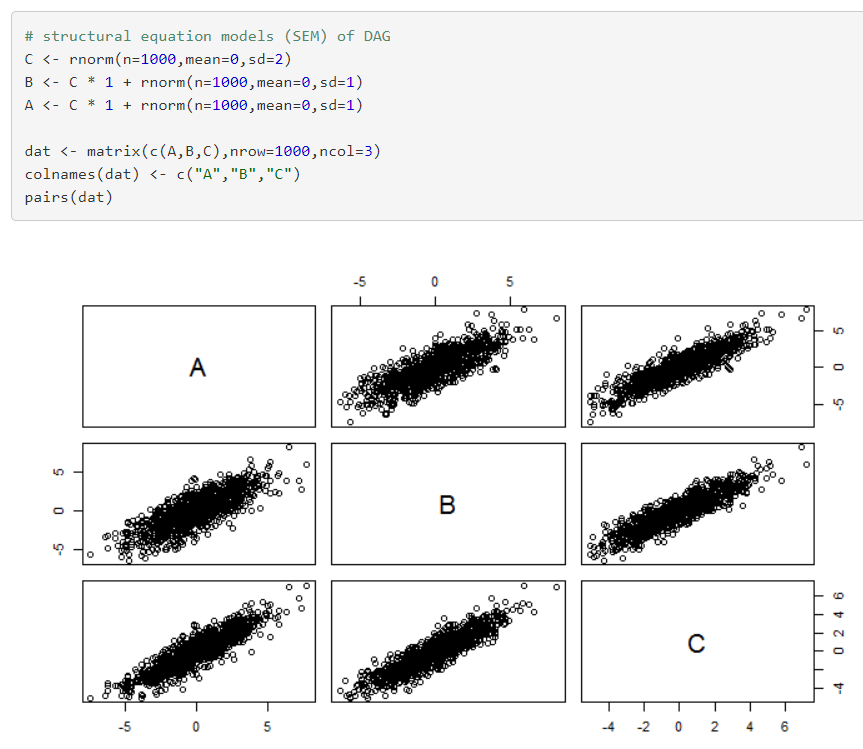 # structural equation models (SEM) of DAG
C <- rnorm(n=1000,mean=0,sd=2)
B <- C * 1 + rnorm(n=1000,mean=0,sd=1)
A <- C * 1 + rnorm(n=1000,mean=0,sd=1)
dat <- matrix(c(A,B,C),nrow=1000,ncol=3)
colnames(dat) <- c("A","B","C")
pairs(dat)
-5 0 5
A
5
0
-5
5
0
-5
B
C
6
4
2
0
-4
-5 0 5
-4 -2 0 2 4 6